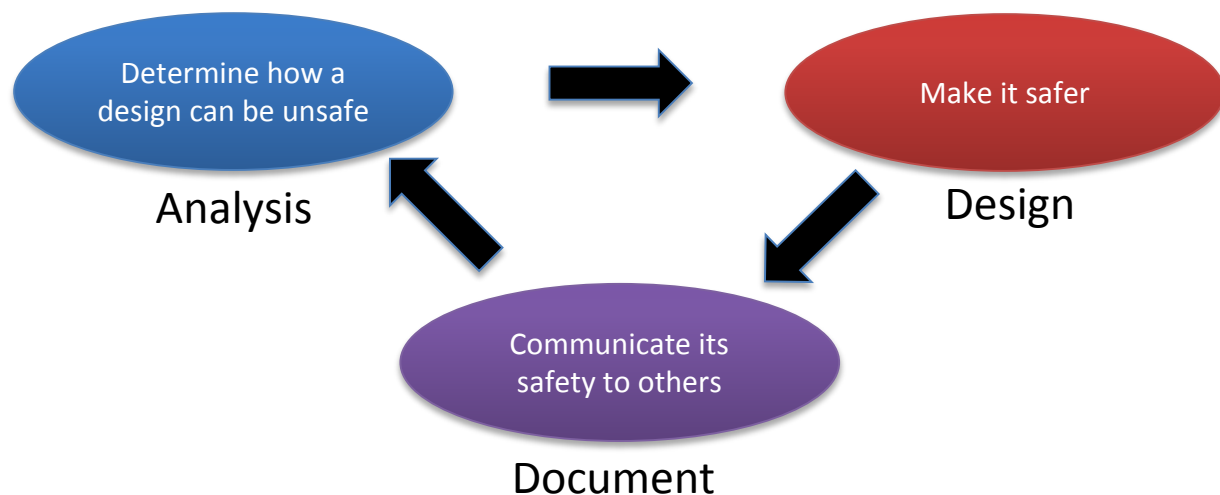 Determine how a
design can be unsafe
Make it safer
Analysis
Design
Communicate its
safety to others
Document